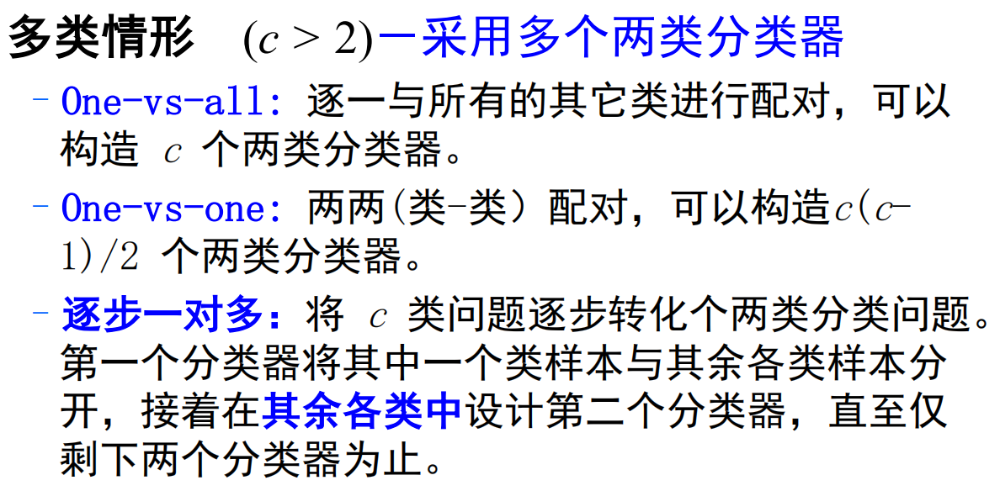 多类情形 (c > 2)—采用多个两类分类器
– One-vs-all: 逐一与所有的其它类进行配对，可以
构造 c 个两类分类器。
– One-vs-one: 两两(类-类）配对，可以构造c(c-
1)/2 个两类分类器。
– 逐步一对多：将 c 类问题逐步转化个两类分类问题。
第一个分类器将其中一个类样本与其余各类样本分
开，接着在其余各类中设计第二个分类器，直至仅
剩下两个分类器为止。